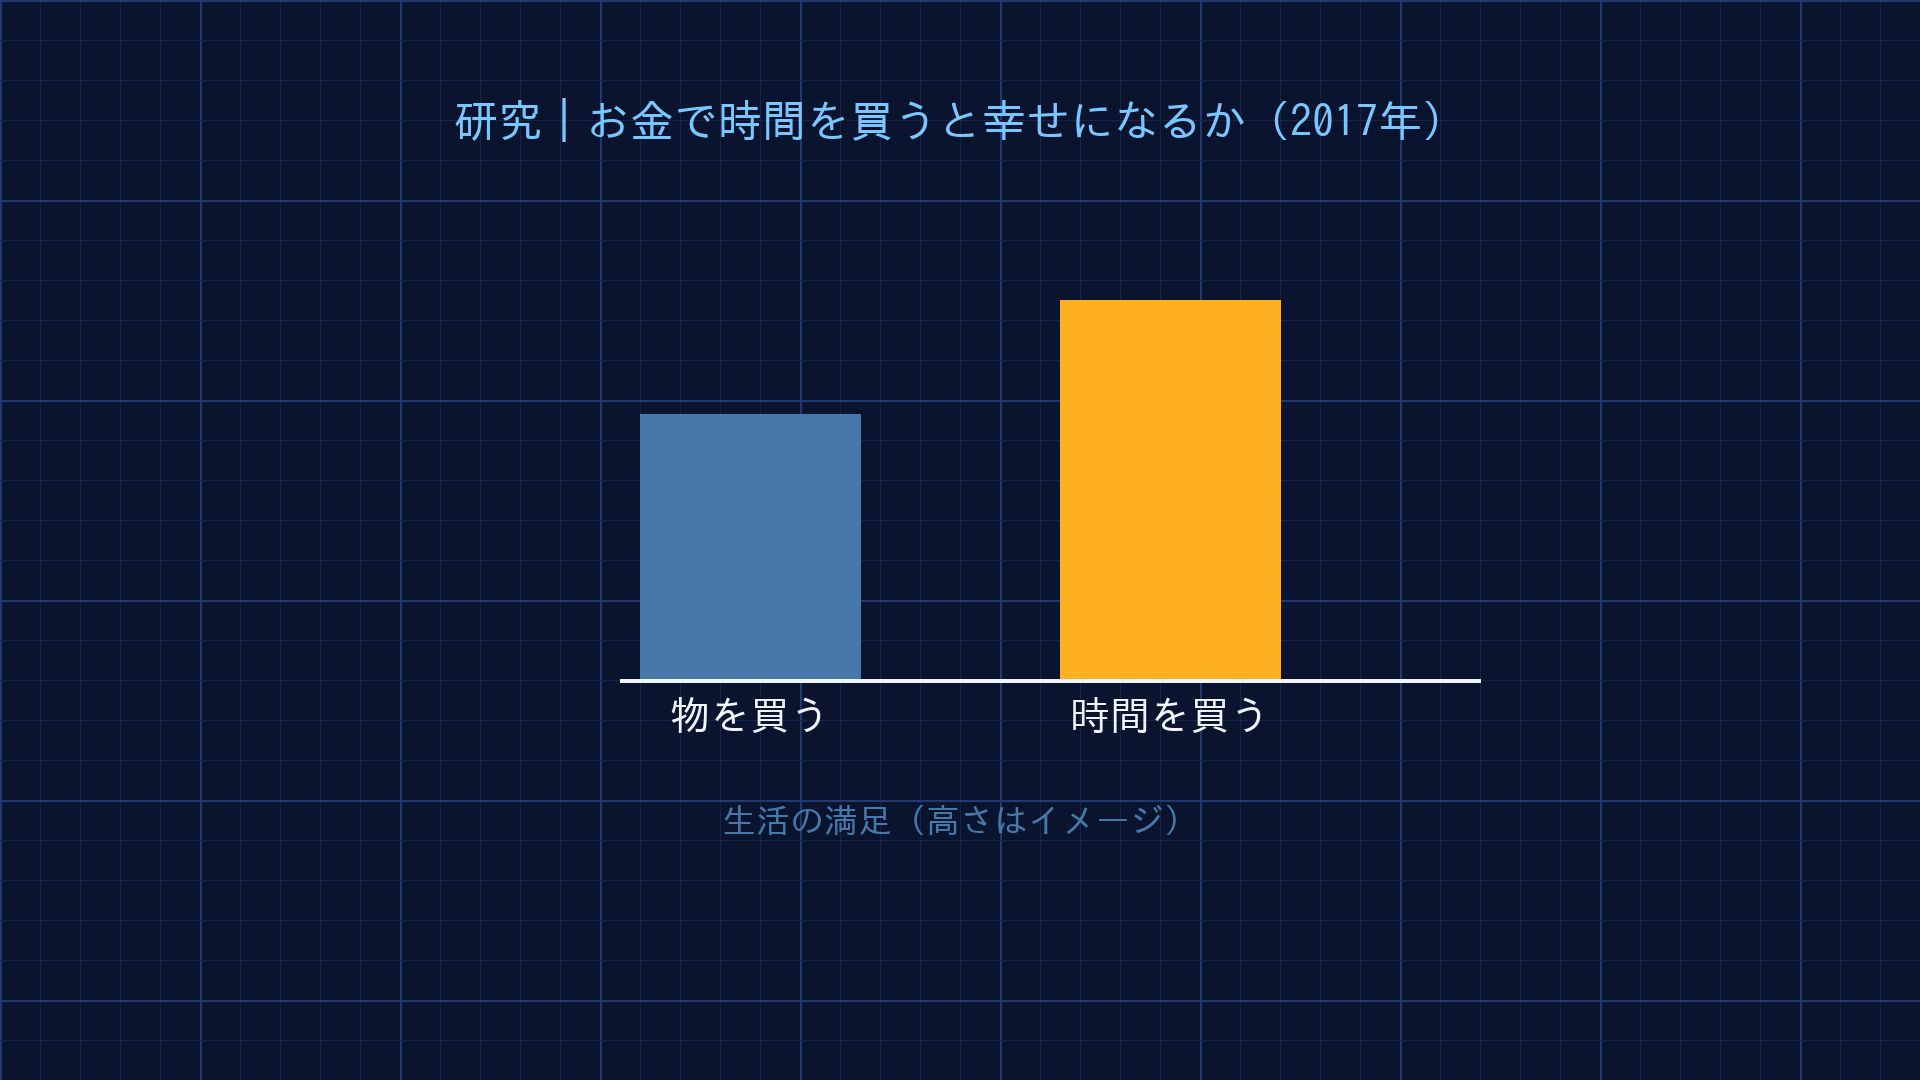 研究｜お金で時間を買うと幸せになるか（2017年）
物を買う
時間を買う
生活の満足（高さはイメージ）